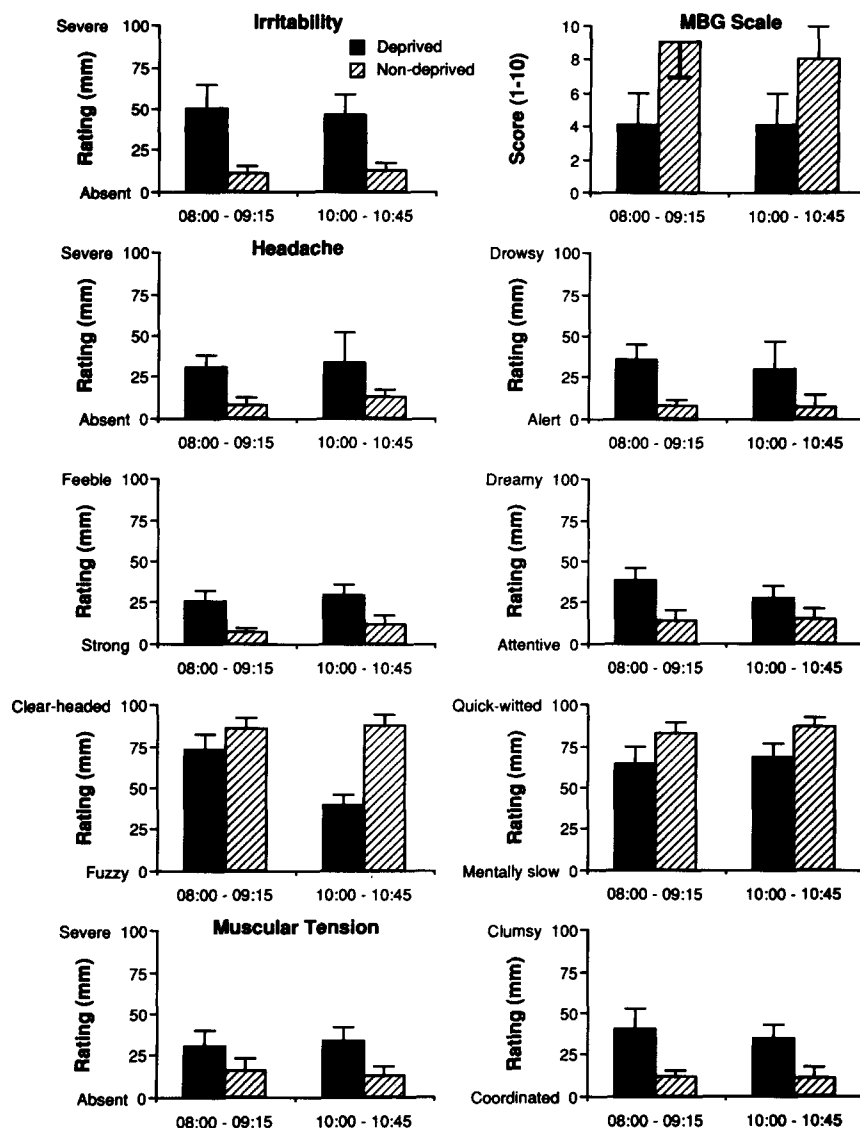 Irritability
Severe
100
75
50
25
0
Absent
Rating (mm)
Deprived
Non-deprived
08:00 - 09:15
10:00 - 10:45
MBG Scale
10
8
6
4
2
0
Score (1-10)
08:00 - 09:15
10:00 - 10:45
Headache
Severe
100
75
50
25
0
Absent
Rating (mm)
08:00 - 09:15
10:00 - 10:45
Drowsy
100
75
50
25
0
Alert
Rating (mm)
08:00 - 09:15
10:00 - 10:45
Feeble
100
75
50
25
0
Strong
Rating (mm)
08:00 - 09:15
10:00 - 10:45
Dreamy
100
75
50
25
0
Attentive
Rating (mm)
08:00 - 09:15
10:00 - 10:45
Clear-headed
100
75
50
25
0
Fuzzy
Rating (mm)
08:00 - 09:15
10:00 - 10:45
Quick-witted
100
75
50
25
0
Mentally slow
Rating (mm)
08:00 - 09:15
10:00 - 10:45
Muscular Tension
Severe
100
75
50
25
0
Absent
Rating (mm)
08:00 - 09:15
10:00 - 10:45
Clumsy
100
75
50
25
0
Coordinated
Rating (mm)
08:00 - 09:15
10:00 - 10:45